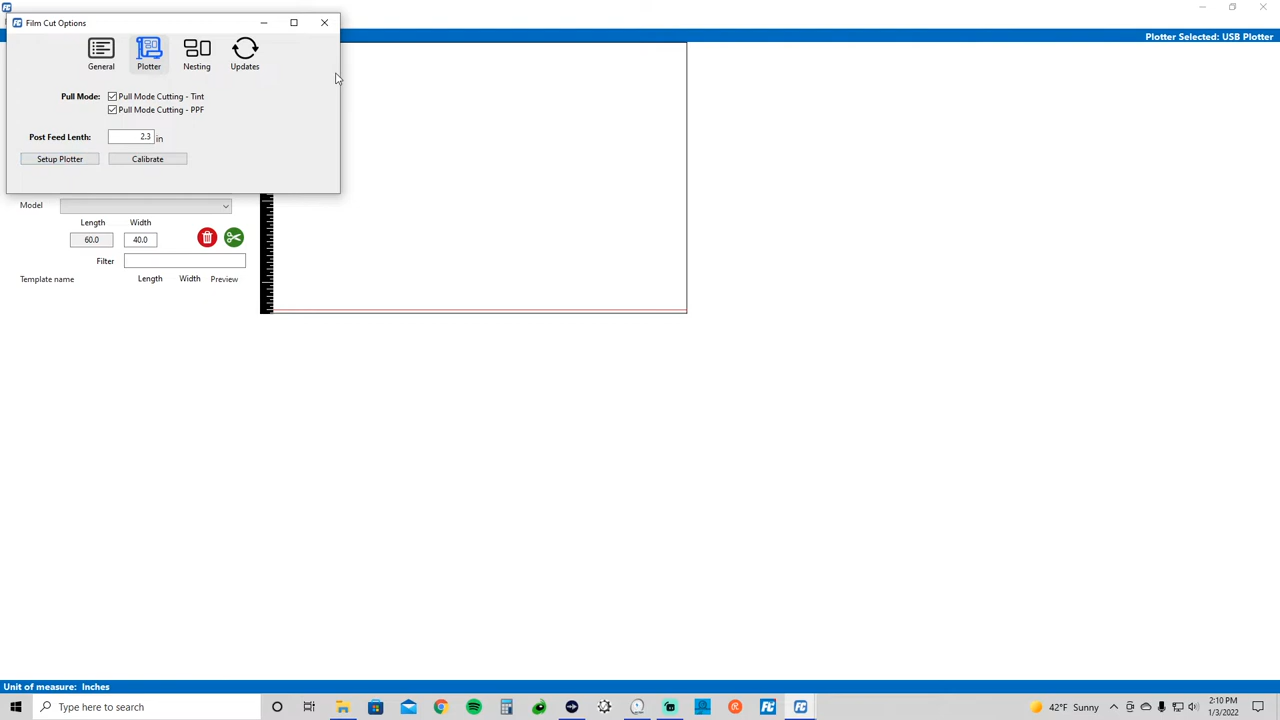 Film Cut Options
Plotter Selected: USB Plotter
General Plotter Nesting Updates
Pull Mode: Pull Mode Cutting - Tint
Pull Mode Cutting - PPF
Post Feed Lenth: 2.3 in
Setup Plotter Calibrate
Model
Length Width
60.0 40.0
Filter
Template name Length Width Preview
Unit of measure: Inches
Type here to search
42°F Sunny
2:10 PM
1/3/2022